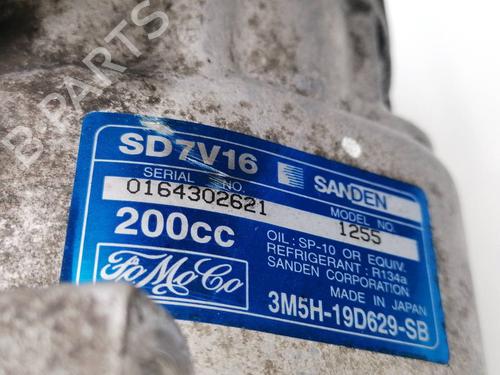 B-PARTS
SD7V16 SANDEN
SERIAL NO. MODEL NO.
0164302621 1255
200cc
OIL: SP-10 OR EQUIV.
REFRIGERANT: R134a
SANDEN CORPORATION
MADE IN JAPAN
FoMoCo
3M5H-19D629-SB